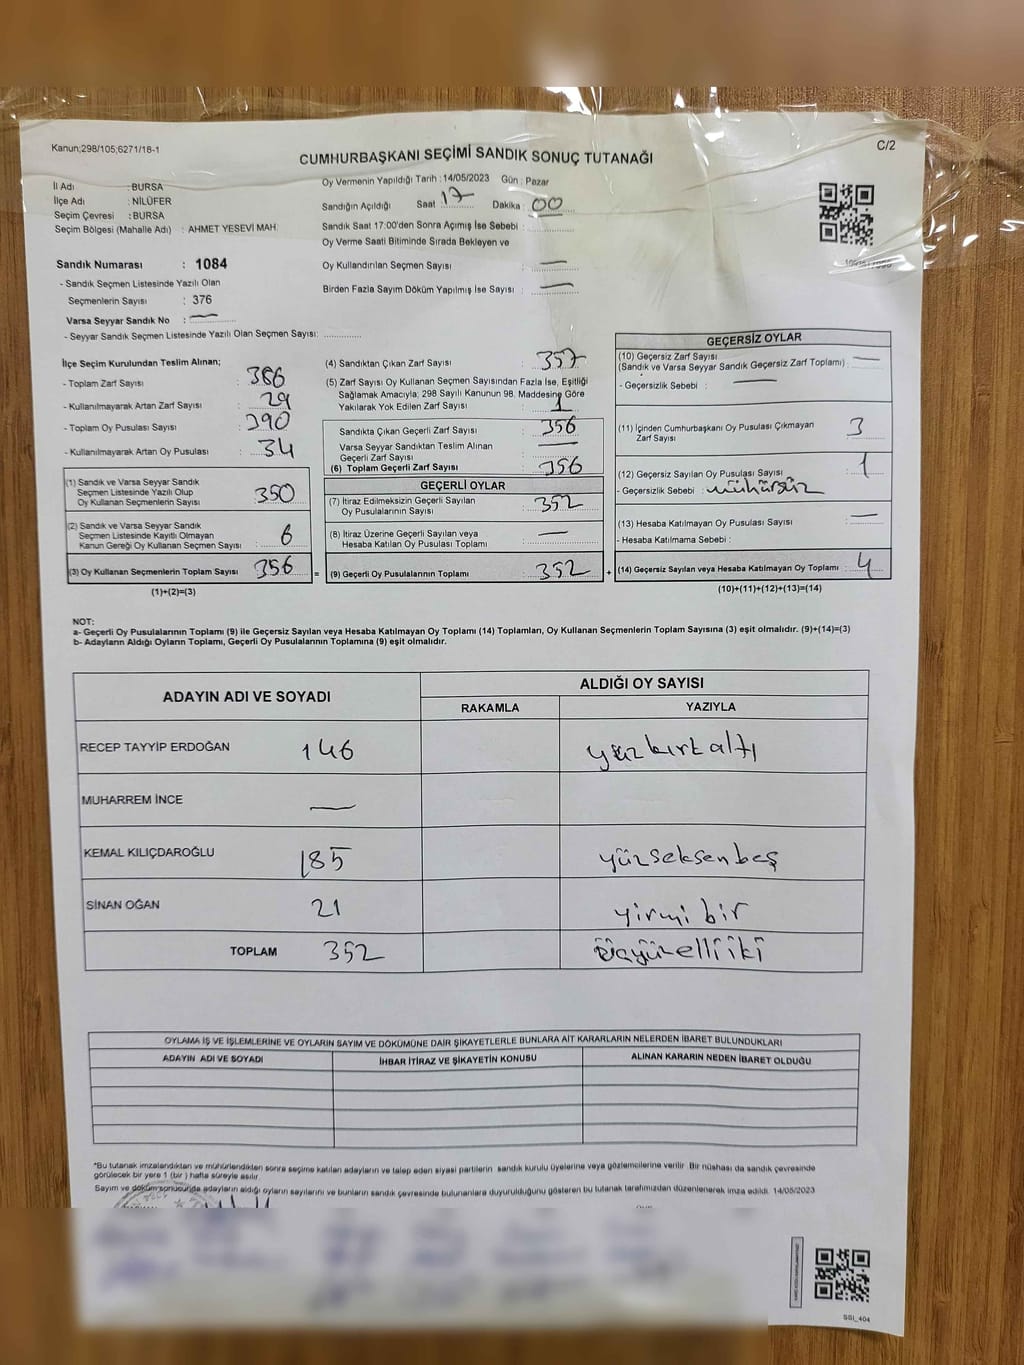 Kanun;298/105;6271/18-1
C/2
CUMHURBAŞKANI SEÇİMİ SANDIK SONUÇ TUTANAĞI
İl Adı : BURSA
İlçe Adı : NİLÜFER
Seçim Çevresi : BURSA
Seçim Bölgesi (Mahalle Adı) : AHMET YESEVİ MAH.
Sandık Numarası : 1084
- Sandık Seçmen Listesinde Yazılı Olan
Seçmenlerin Sayısı : 376
Varsa Seyyar Sandık No : —
- Seyyar Sandık Seçmen Listesinde Yazılı Olan Seçmen Sayısı:
Oy Vermenin Yapıldığı Tarih : 14/05/2023 Gün : Pazar
Sandığın Açıldığı Saat 17 Dakika : 00
Sandık Saat 17:00'den Sonra Açımış İse Sebebi :
Oy Verme Saati Bitiminde Sırada Bekleyen ve
Oy Kullandırılan Seçmen Sayısı : —
Birden Fazla Sayım Döküm Yapılmış İse Sayısı : —
İlçe Seçim Kurulundan Teslim Alınan;
- Toplam Zarf Sayısı : 386
- Kullanılmayarak Artan Zarf Sayısı : 29
- Toplam Oy Pusulası Sayısı : 390
- Kullanılmayarak Artan Oy Pusulası : 34
(1) Sandık ve Varsa Seyyar Sandık
Seçmen Listesinde Yazılı Olup
Oy Kullanan Seçmenlerin Sayısı : 350
(2) Sandık ve Varsa Seyyar Sandık
Seçmen Listesinde Kayıtlı Olmayan
Kanun Gereği Oy Kullanan Seçmen Sayısı : 6
(3) Oy Kullanan Seçmenlerin Toplam Sayısı : 356
(1)+(2)=(3)
(4) Sandıktan Çıkan Zarf Sayısı : 357
(5) Zarf Sayısı Oy Kullanan Seçmen Sayısından Fazla İse, Eşitliği
Sağlamak Amacıyla; 298 Sayılı Kanunun 98. Maddesine Göre
Yakılarak Yok Edilen Zarf Sayısı : 1
Sandıkta Çıkan Geçerli Zarf Sayısı : 356
Varsa Seyyar Sandıktan Teslim Alınan
Geçerli Zarf Sayısı : —
(6) Toplam Geçerli Zarf Sayısı : 356
GEÇERLİ OYLAR
(7) İtiraz Edilmeksizin Geçerli Sayılan
Oy Pusulalarının Sayısı : 352
(8) İtiraz Üzerine Geçerli Sayılan veya
Hesaba Katılan Oy Pusulası Toplamı : —
= (9) Geçerli Oy Pusulalarının Toplamı : 352 +
GEÇERSİZ OYLAR
(10) Geçersiz Zarf Sayısı
(Sandık ve Varsa Seyyar Sandık Geçersiz Zarf Toplamı) : —
- Geçersizlik Sebebi : —
(11) İçinden Cumhurbaşkanı Oy Pusulası Çıkmayan
Zarf Sayısı : 3
(12) Geçersiz Sayılan Oy Pusulası Sayısı : 1
- Geçersizlik Sebebi : mühürsüz
(13) Hesaba Katılmayan Oy Pusulası Sayısı : —
- Hesaba Katılmama Sebebi :
(14) Geçersiz Sayılan veya Hesaba Katılmayan Oy Toplamı : 4
(10)+(11)+(12)+(13)=(14)
NOT:
a- Geçerli Oy Pusulalarının Toplamı (9) ile Geçersiz Sayılan veya Hesaba Katılmayan Oy Toplamı (14) Toplamları, Oy Kullanan Seçmenlerin Toplam Sayısına (3) eşit olmalıdır. (9)+(14)=(3)
b- Adayların Aldığı Oyların Toplamı, Geçerli Oy Pusulalarının Toplamına (9) eşit olmalıdır.
ADAYIN ADI VE SOYADI
ALDIĞI OY SAYISI
RAKAMLA YAZIYLA
RECEP TAYYİP ERDOĞAN 146 yüz kırk altı
MUHARREM İNCE —
KEMAL KILIÇDAROĞLU 185 yüzseksenbeş
SİNAN OĞAN 21 yirmi bir
TOPLAM 352 üçyüzelliiki
OYLAMA İŞ VE İŞLEMLERİNE VE OYLARIN SAYIM VE DÖKÜMÜNE DAİR ŞİKAYETLERLE BUNLARA AİT KARARLARIN NELERDEN İBARET BULUNDUKLARI
ADAYIN ADI VE SOYADI İHBAR İTİRAZ VE ŞİKAYETİN KONUSU ALINAN KARARIN NEDEN İBARET OLDUĞU
*Bu tutanak imzalandıktan ve mühürlendikten sonra seçime katılan adayların ve talep eden siyasi partilerin sandık kurulu üyelerine veya gözlemcilerine verilir. Bir nüshası da sandık çevresinde
görülecek bir yere 1 (bir) hafta süreyle asılır.
Sayım ve döküm sonucunda adayların aldığı oyların sayılarını ve bunların sandık çevresinde bulunanlara duyurulduğunu gösteren bu tutanak tarafımızdan düzenlenerek imza edildi. 14/05/2023
SSI_404